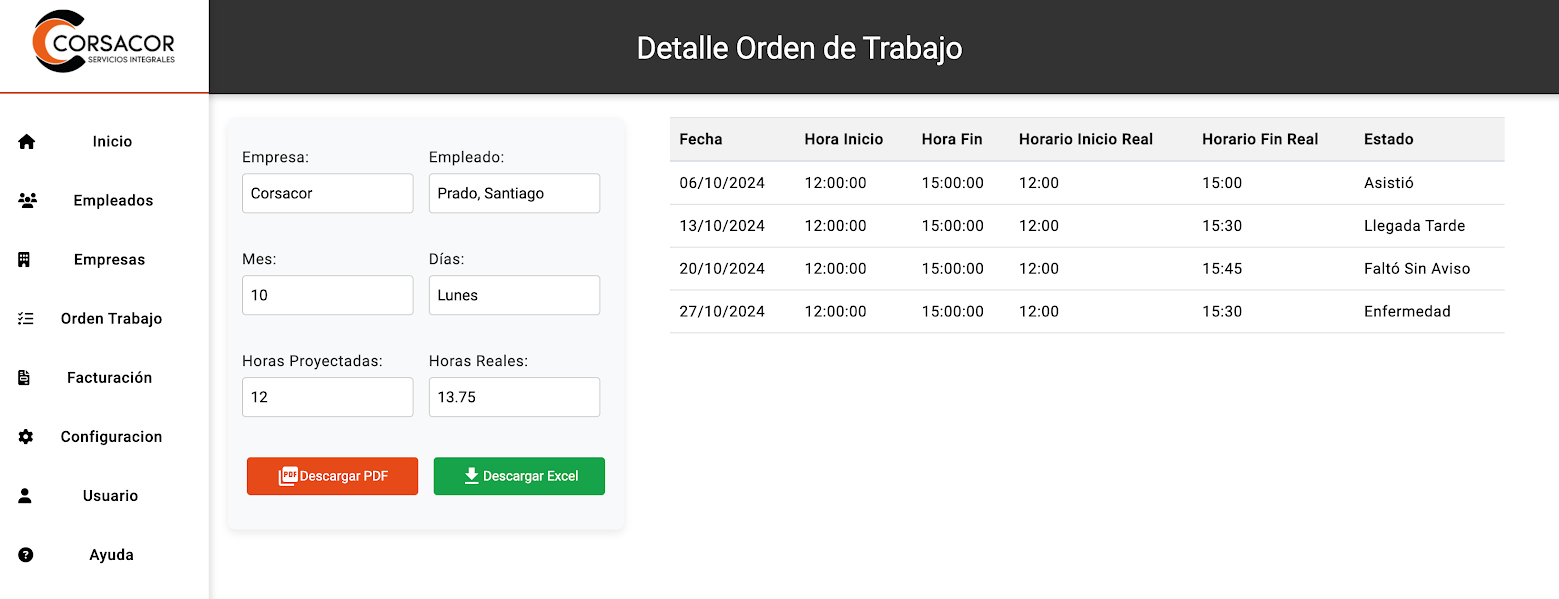 CORSACOR
SERVICIOS INTEGRALES
Detalle Orden de Trabajo
Inicio
Empleados
Empresas
Orden Trabajo
Facturación
Configuracion
Usuario
Ayuda
Empresa: Empleado:
Corsacor Prado, Santiago
Mes: Días:
10 Lunes
Horas Proyectadas: Horas Reales:
12 13.75
PDF Descargar PDF Descargar Excel
Fecha Hora Inicio Hora Fin Horario Inicio Real Horario Fin Real Estado
06/10/2024 12:00:00 15:00:00 12:00 15:00 Asistió
13/10/2024 12:00:00 15:00:00 12:00 15:30 Llegada Tarde
20/10/2024 12:00:00 15:00:00 12:00 15:45 Faltó Sin Aviso
27/10/2024 12:00:00 15:00:00 12:00 15:30 Enfermedad